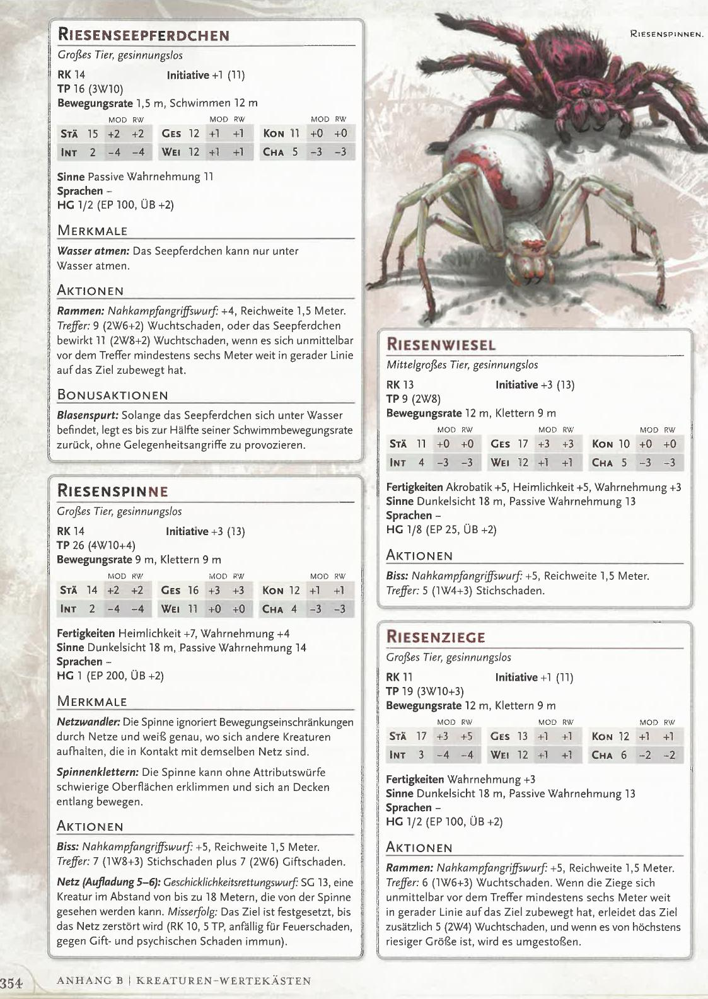 RIESENSEEPFERDCHEN
Großes Tier, gesinnungslos
RK 14 Initiative +1 (11)
TP 16 (3W10)
Bewegungsrate 1,5 m, Schwimmen 12 m
MOD RW MOD RW MOD RW
STÄ 15 +2 +2 GES 12 +1 +1 KON 11 +0 +0
INT 2 –4 –4 WEI 12 +1 +1 CHA 5 –3 –3
Sinne Passive Wahrnehmung 11
Sprachen –
HG 1/2 (EP 100, ÜB +2)
MERKMALE
Wasser atmen: Das Seepferdchen kann nur unter
Wasser atmen.
AKTIONEN
Rammen: Nahkampfangriffswurf: +4, Reichweite 1,5 Meter.
Treffer: 9 (2W6+2) Wuchtschaden, oder das Seepferdchen
bewirkt 11 (2W8+2) Wuchtschaden, wenn es sich unmittelbar
vor dem Treffer mindestens sechs Meter weit in gerader Linie
auf das Ziel zubewegt hat.
BONUSAKTIONEN
Blasenspurt: Solange das Seepferdchen sich unter Wasser
befindet, legt es bis zur Hälfte seiner Schwimmbewegungsrate
zurück, ohne Gelegenheitsangriffe zu provozieren.
RIESENSPINNE
Großes Tier, gesinnungslos
RK 14 Initiative +3 (13)
TP 26 (4W10+4)
Bewegungsrate 9 m, Klettern 9 m
MOD RW MOD RW MOD RW
STÄ 14 +2 +2 GES 16 +3 +3 KON 12 +1 +1
INT 2 –4 –4 WEI 11 +0 +0 CHA 4 –3 –3
Fertigkeiten Heimlichkeit +7, Wahrnehmung +4
Sinne Dunkelsicht 18 m, Passive Wahrnehmung 14
Sprachen –
HG 1 (EP 200, ÜB +2)
MERKMALE
Netzwandler: Die Spinne ignoriert Bewegungseinschränkungen
durch Netze und weiß genau, wo sich andere Kreaturen
aufhalten, die in Kontakt mit demselben Netz sind.
Spinnenklettern: Die Spinne kann ohne Attributswürfe
schwierige Oberflächen erklimmen und sich an Decken
entlang bewegen.
AKTIONEN
Biss: Nahkampfangriffswurf: +5, Reichweite 1,5 Meter.
Treffer: 7 (1W8+3) Stichschaden plus 7 (2W6) Giftschaden.
Netz (Aufladung 5–6): Geschicklichkeitsrettungswurf: SG 13, eine
Kreatur im Abstand von bis zu 18 Metern, die von der Spinne
gesehen werden kann. Misserfolg: Das Ziel ist festgesetzt, bis
das Netz zerstört wird (RK 10, 5 TP, anfällig für Feuerschaden,
gegen Gift- und psychischen Schaden immun).
RIESENSPINNEN.
RIESENWIESEL
Mittelgroßes Tier, gesinnungslos
RK 13 Initiative +3 (13)
TP 9 (2W8)
Bewegungsrate 12 m, Klettern 9 m
MOD RW MOD RW MOD RW
STÄ 11 +0 +0 GES 17 +3 +3 KON 10 +0 +0
INT 4 –3 –3 WEI 12 +1 +1 CHA 5 –3 –3
Fertigkeiten Akrobatik +5, Heimlichkeit +5, Wahrnehmung +3
Sinne Dunkelsicht 18 m, Passive Wahrnehmung 13
Sprachen –
HG 1/8 (EP 25, ÜB +2)
AKTIONEN
Biss: Nahkampfangriffswurf: +5, Reichweite 1,5 Meter.
Treffer: 5 (1W4+3) Stichschaden.
RIESENZIEGE
Großes Tier, gesinnungslos
RK 11 Initiative +1 (11)
TP 19 (3W10+3)
Bewegungsrate 12 m, Klettern 9 m
MOD RW MOD RW MOD RW
STÄ 17 +3 +5 GES 13 +1 +1 KON 12 +1 +1
INT 3 –4 –4 WEI 12 +1 +1 CHA 6 –2 –2
Fertigkeiten Wahrnehmung +3
Sinne Dunkelsicht 18 m, Passive Wahrnehmung 13
Sprachen –
HG 1/2 (EP 100, ÜB +2)
AKTIONEN
Rammen: Nahkampfangriffswurf: +5, Reichweite 1,5 Meter.
Treffer: 6 (1W6+3) Wuchtschaden. Wenn die Ziege sich
unmittelbar vor dem Treffer mindestens sechs Meter weit
in gerader Linie auf das Ziel zubewegt hat, erleidet das Ziel
zusätzlich 5 (2W4) Wuchtschaden, und wenn es von höchstens
riesiger Größe ist, wird es umgestoßen.
354 ANHANG B | KREATUREN-WERTEKÄSTEN